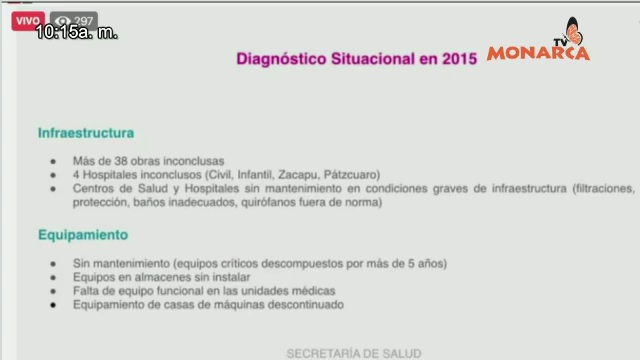 VIVO 297
10:15a. m.
TV
MONARCA
Diagnóstico Situacional en 2015
Infraestructura
• Más de 38 obras inconclusas
• 4 Hospitales inconclusos (Civil, Infantil, Zacapu, Pátzcuaro)
• Centros de Salud y Hospitales sin mantenimiento en condiciones graves de infraestructura (filtraciones,
protección, baños inadecuados, quirófanos fuera de norma)
Equipamiento
• Sin mantenimiento (equipos críticos descompuestos por más de 5 años)
• Equipos en almacenes sin instalar
• Falta de equipo functional en las unidades médicas
• Equipamiento de casas de máquinas descontinuado
SECRETARÍA DE SALUD